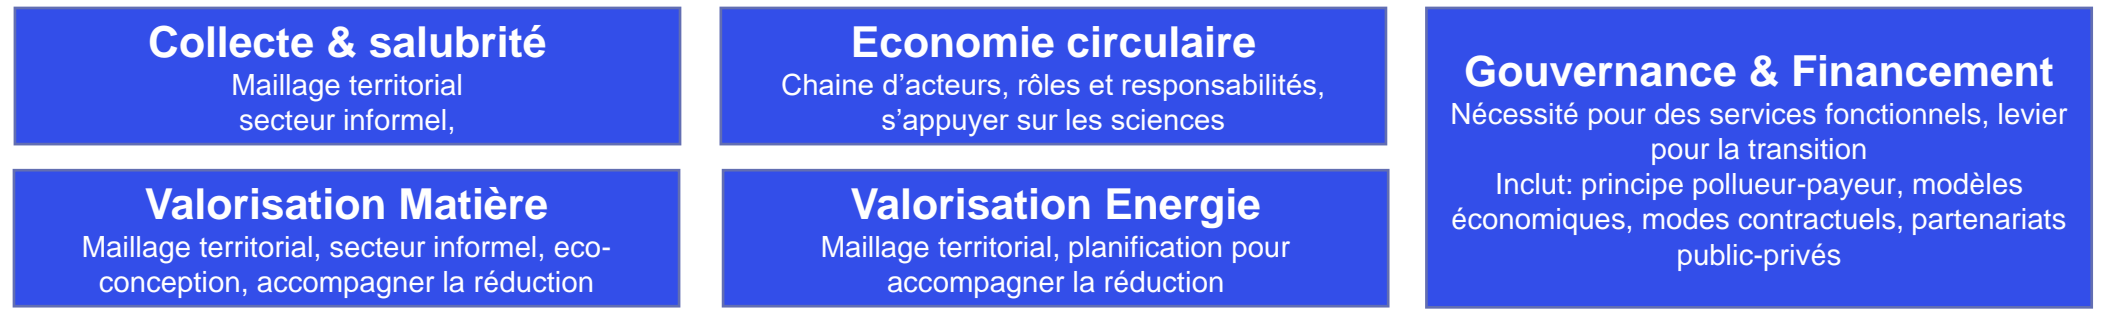 Collecte & salubrité
Maillage territorial
secteur informel,
Economie circulaire
Chaine d’acteurs, rôles et responsabilités,
s’appuyer sur les sciences
Valorisation Matière
Maillage territorial, secteur informel, eco-
conception, accompagner la réduction
Valorisation Energie
Maillage territorial, planification pour
accompagner la réduction
Gouvernance & Financement
Nécessité pour des services fonctionnels, levier
pour la transition
Inclut: principe pollueur-payeur, modèles
économiques, modes contractuels, partenariats
public-privés